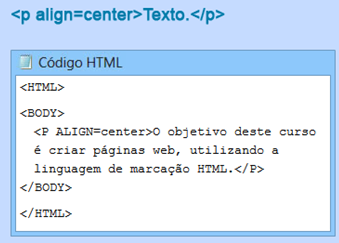 <p align=center>Texto.</p>
Código HTML
<HTML>
<BODY>
<P ALIGN=center>O objetivo deste curso
é criar páginas web, utilizando a
linguagem de marcação HTML.</P>
</BODY>
</HTML>